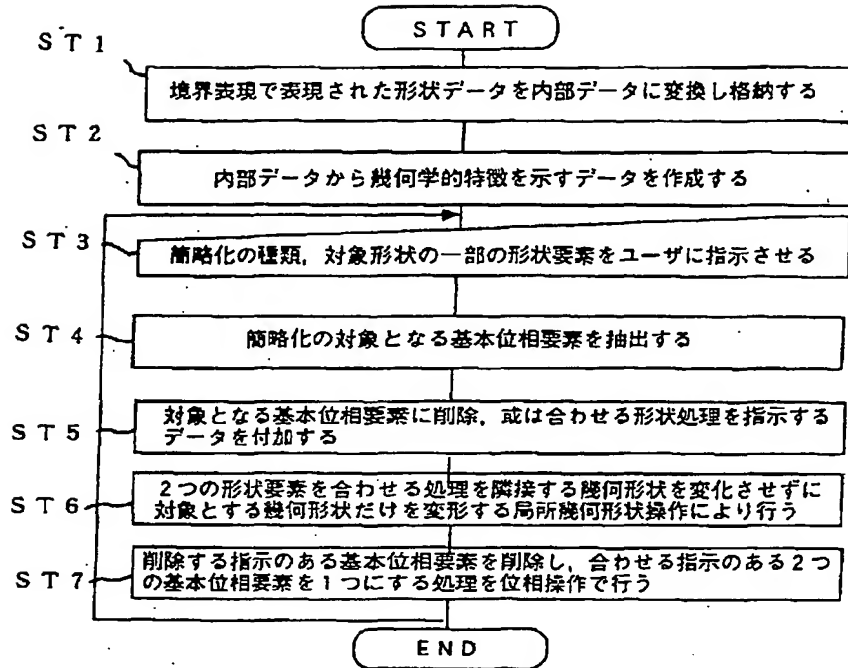 START
ST1
境界表現で表現された形状データを内部データに変換し格納する
ST2
内部データから幾何学的特徴を示すデータを作成する
ST3
簡略化の種類，対象形状の一部の形状要素をユーザに指示させる
ST4
簡略化の対象となる基本位相要素を抽出する
ST5
対象となる基本位相要素に削除，或は合わせる形状処理を指示する
データを付加する
ST6
2つの形状要素を合わせる処理を隣接する幾何形状を変化させずに
対象とする幾何形状だけを変形する局所幾何形状操作により行う
ST7
削除する指示のある基本位相要素を削除し，合わせる指示のある2つ
の基本位相要素を1つにする処理を位相操作で行う
END